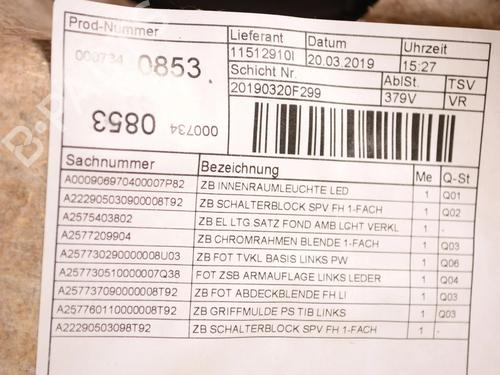 Prod-Nummer
000734 0853
000734 0853
Lieferant Datum Uhrzeit
11512910I 20.03.2019 15:27
Schicht Nr. AblSt. TSV
20190320F299 379V VR
Sachnummer Bezeichnung Me Q-St
A000906970400007P82 ZB INNENRAUMLEUCHTE LED 1 Q01
A222905030900008T92 ZB SCHALTERBLOCK SPV FH 1-FACH 1 Q02
A2575403802 ZB EL LTG SATZ FOND AMB LGHT VERKL 1 -
A2577209904 ZB CHROMRAHMEN BLENDE 1-FACH 1 Q03
A257730290000008U03 ZB FOT TVKL BASIS LINKS PW 1 Q06
A257730510000007Q38 FOT ZSB ARMAUFLAGE LINKS LEDER 1 Q04
A257737090000008T92 ZB FOT ABDECKBLENDE FH LI 1 Q03
A257760110000008T92 ZB GRIFFMULDE PS TIB LINKS 1 Q03
A22290503098T92 ZB SCHALTERBLOCK SPV FH 1-FACH 1 -